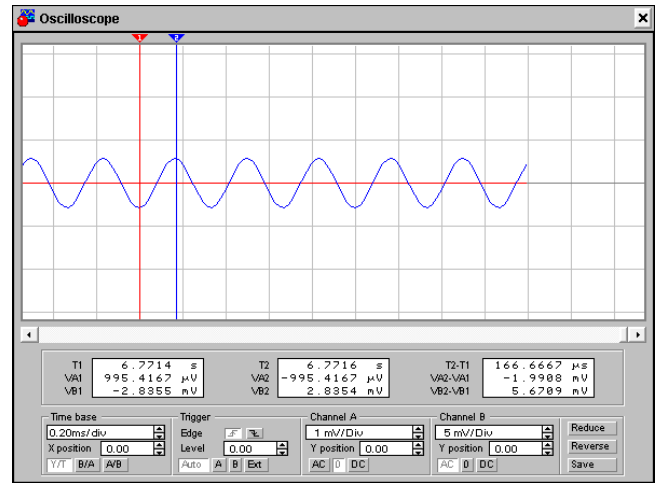 Oscilloscope
1 2
T1 6.7714 s T2 6.7716 s T2-T1 166.6667 µs
VA1 995.4167 µV VA2 -995.4167 µV VA2-VA1 -1.9908 mV
VB1 -2.8355 mV VB2 2.8354 mV VB2-VB1 5.6709 mV
Time base Trigger Channel A Channel B
0.20ms/div Edge 1 mV/Div 5 mV/Div Reduce
X position 0.00 Level 0.00 Y position 0.00 Y position 0.00 Reverse
Y/T B/A A/B Auto A B Ext AC 0 DC AC 0 DC Save